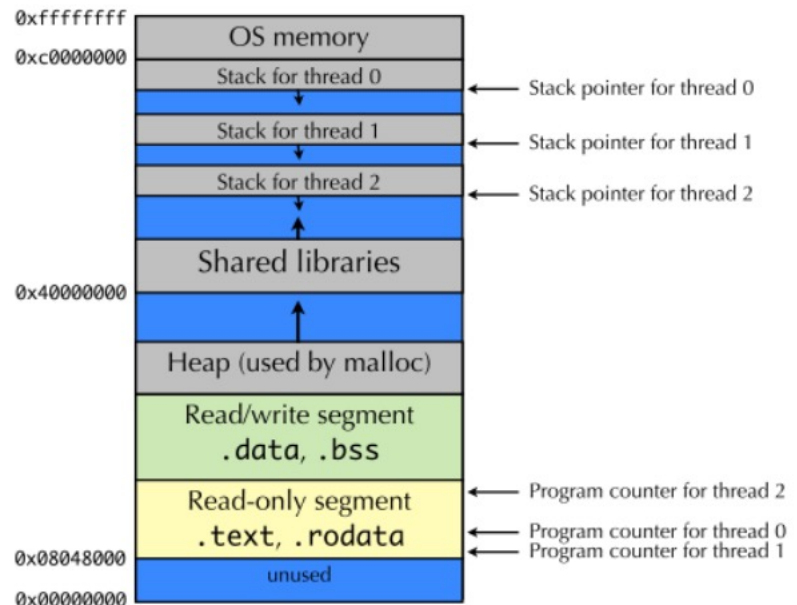 0xffffffff
OS memory
0xc0000000
Stack for thread 0
Stack pointer for thread 0
Stack for thread 1
Stack pointer for thread 1
Stack for thread 2
Stack pointer for thread 2
Shared libraries
0x40000000
Heap (used by malloc)
Read/write segment
.data, .bss
Program counter for thread 2
Read-only segment
.text, .rodata
Program counter for thread 0
Program counter for thread 1
0x08048000
unused
0x00000000